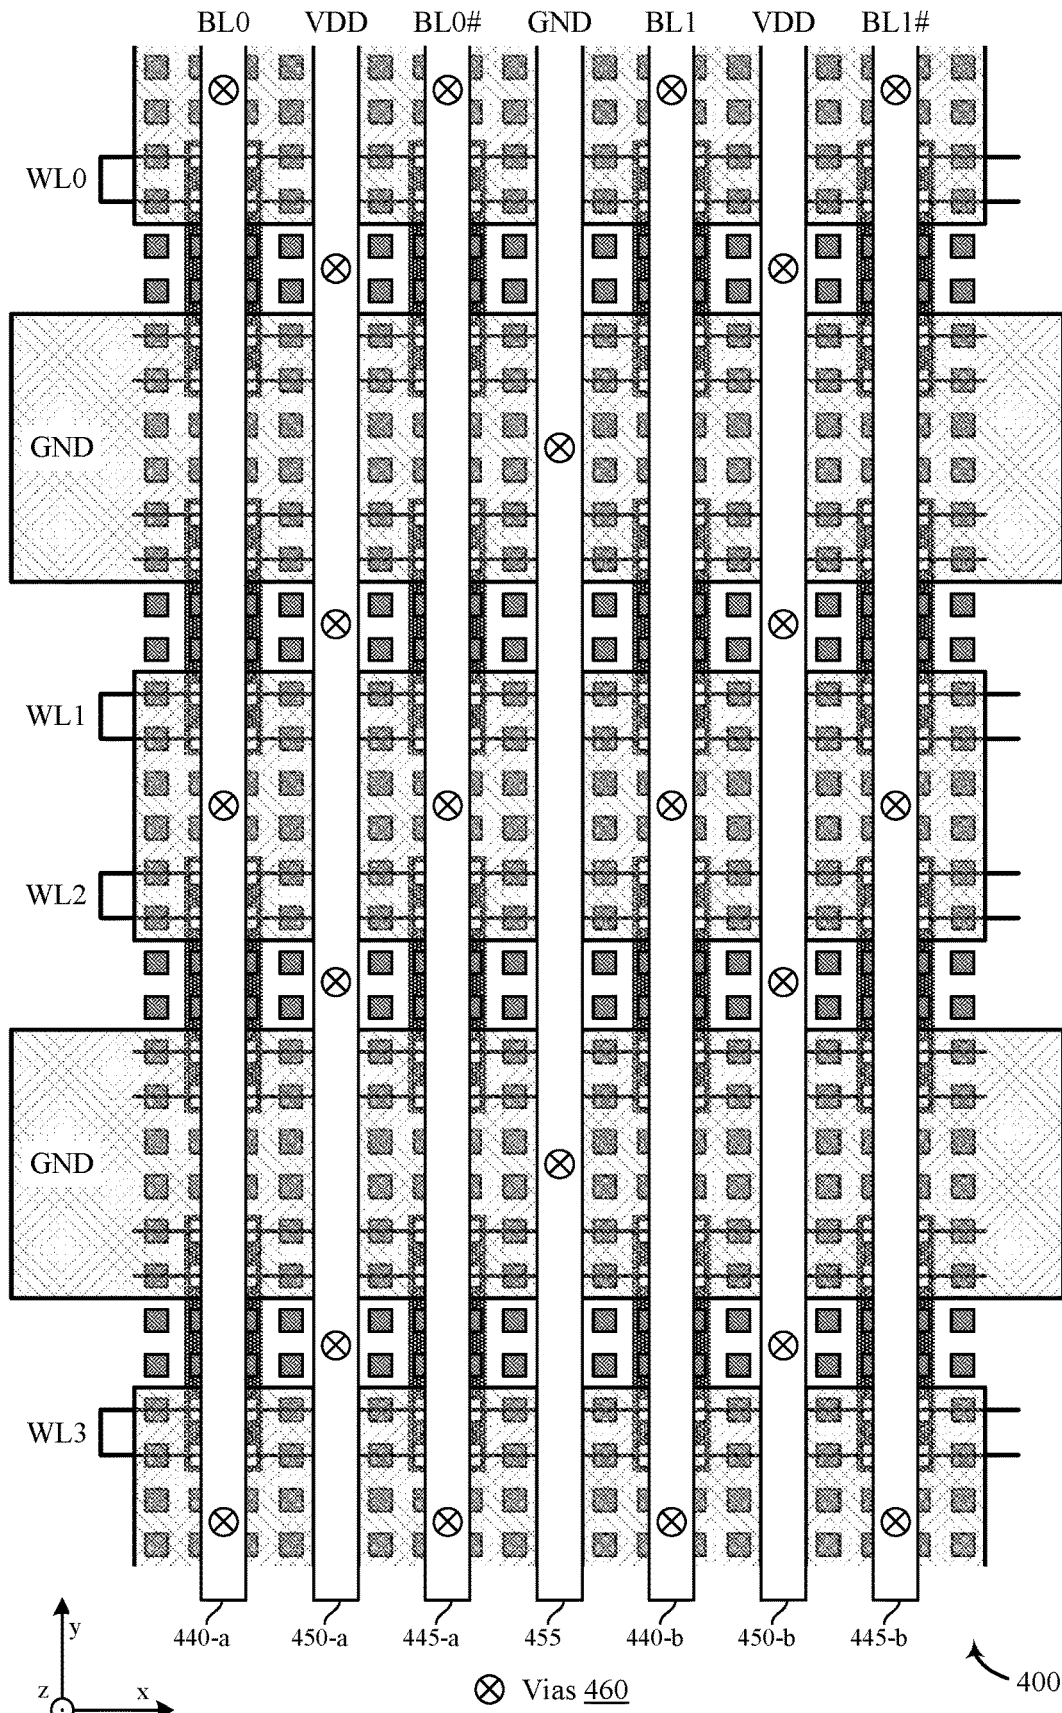 BL0 VDD BL0# GND BL1 VDD BL1#
WL0
GND
WL1
WL2
GND
WL3
440-a 450-a 445-a 455 440-b 450-b 445-b
y
z x
Vias 460
400